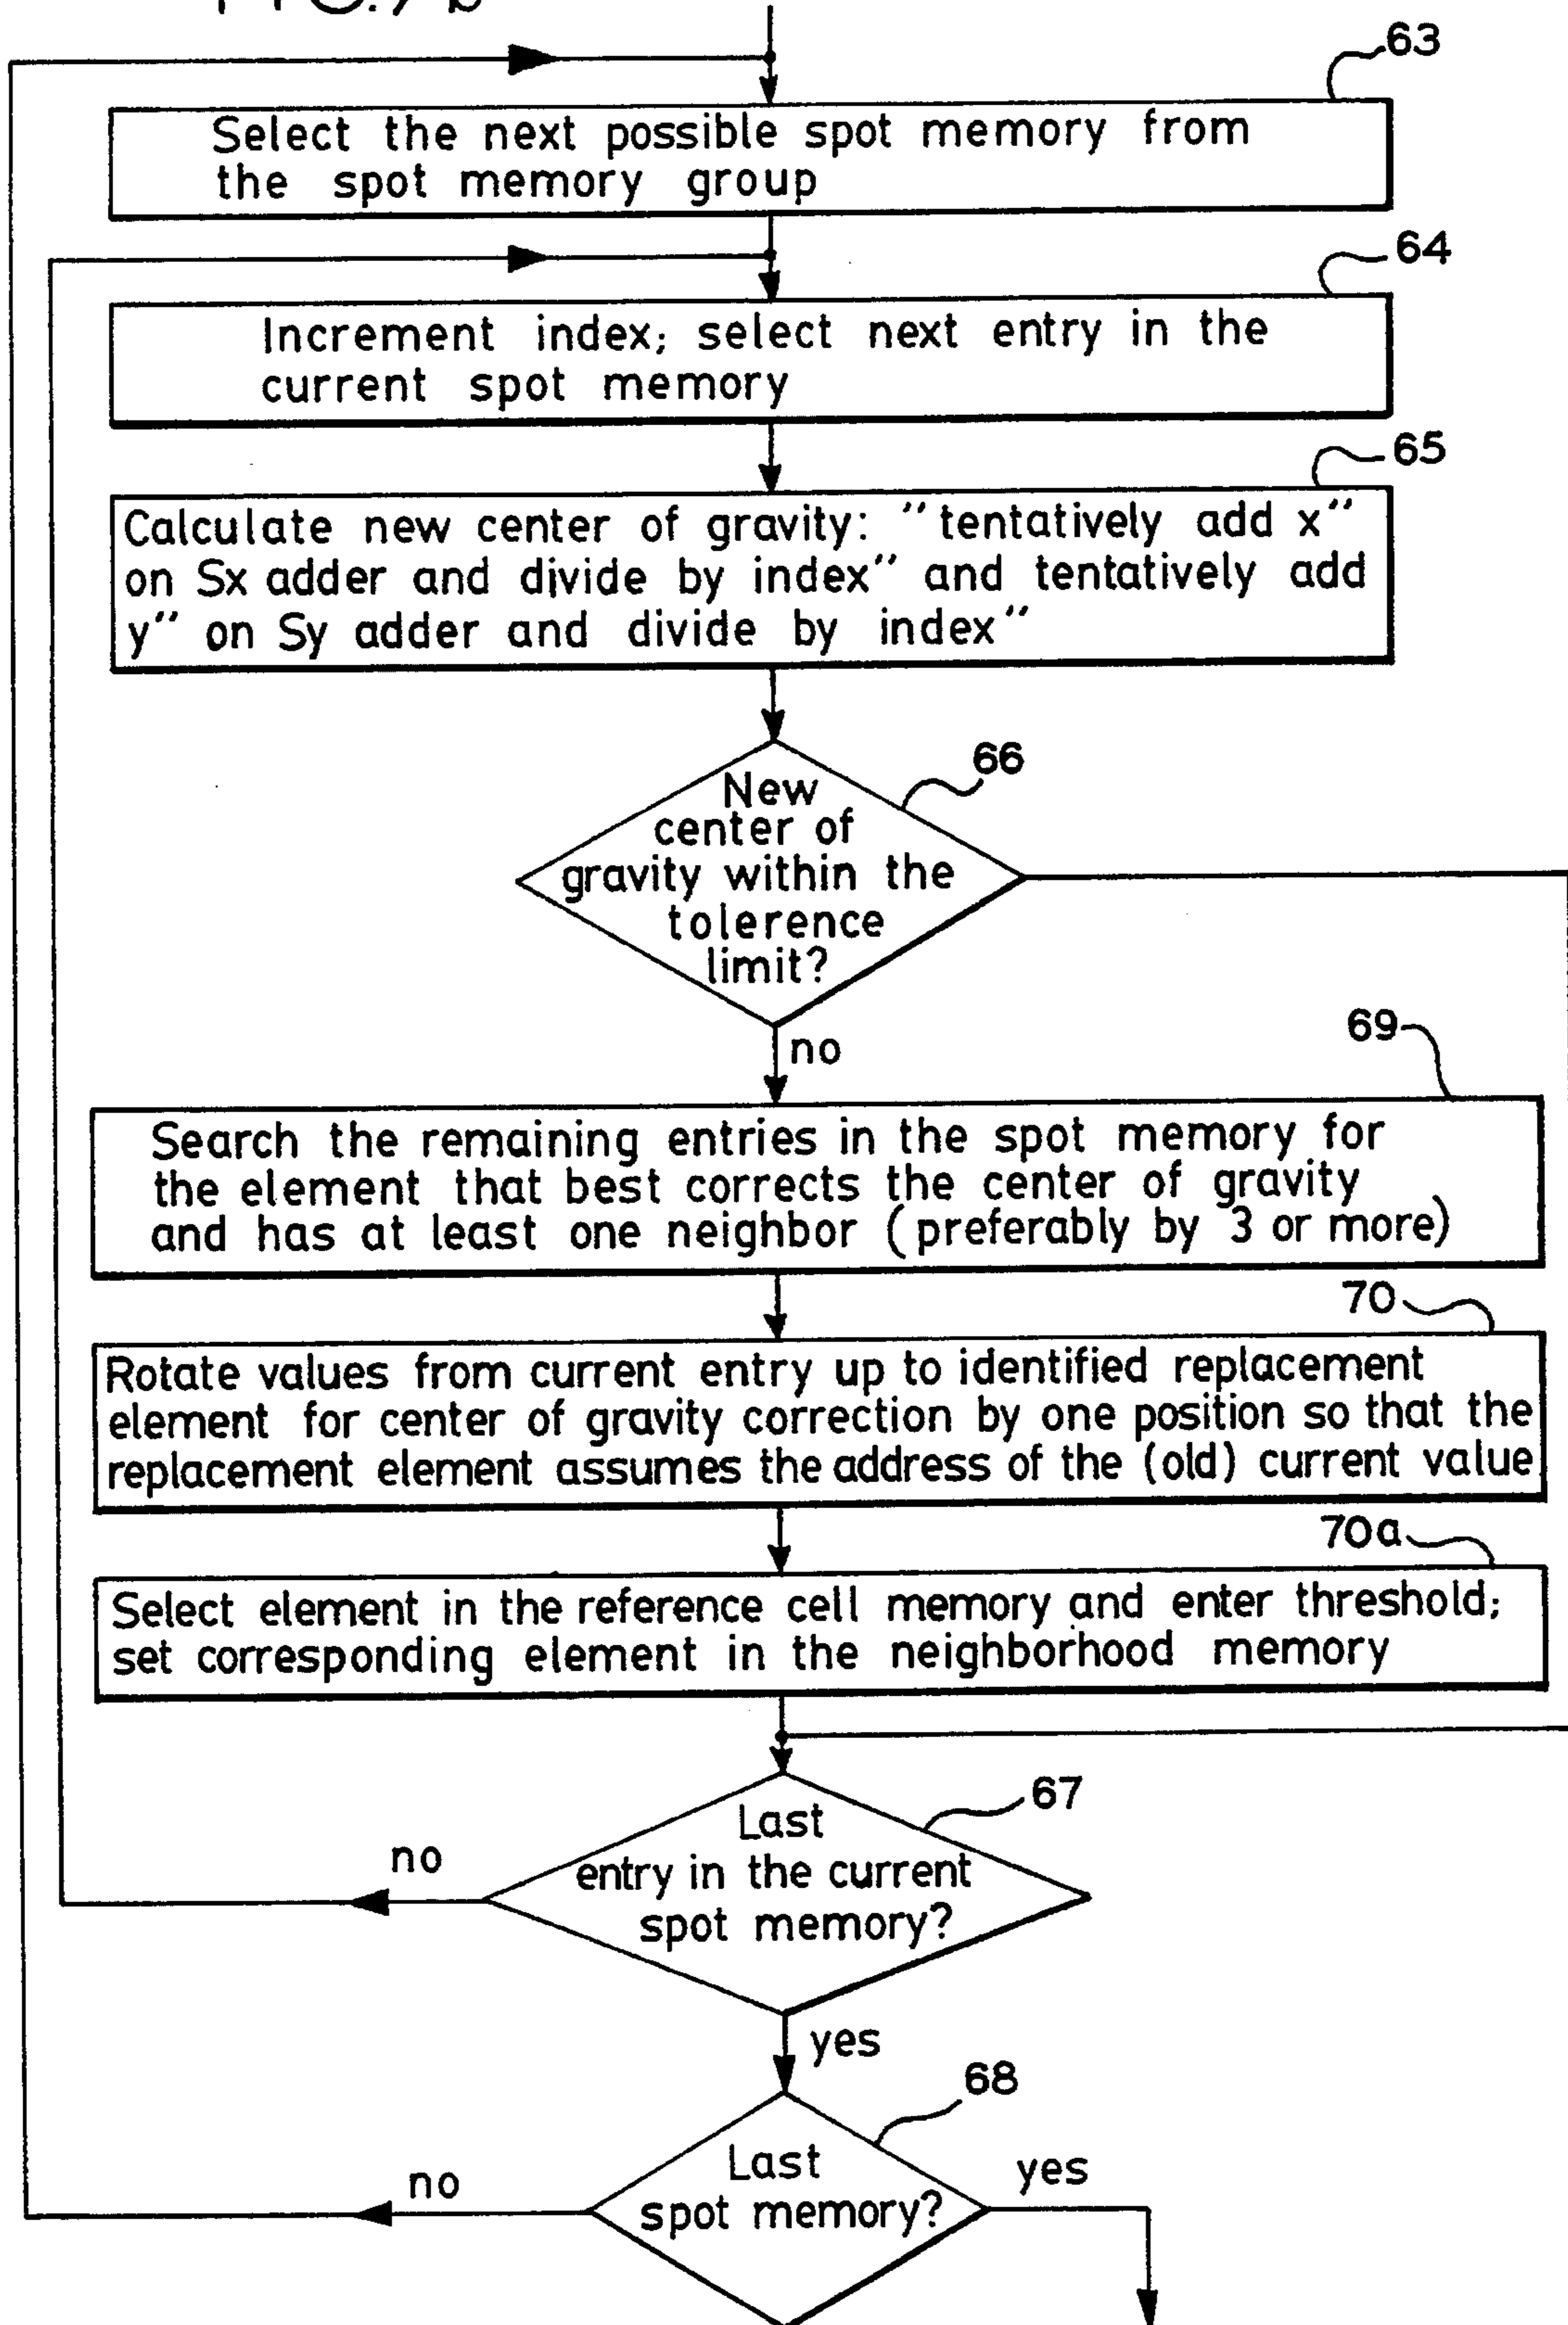 FIG. 7b
63
Select the next possible spot memory from
the spot memory group
64
Increment index; select next entry in the
current spot memory
65
Calculate new center of gravity: "tentatively add x"
on Sx adder and divide by index" and tentatively add
y" on Sy adder and divide by index"
66
New
center of
gravity within the
tolerence
limit?
no
69
Search the remaining entries in the spot memory for
the element that best corrects the center of gravity
and has at least one neighbor (preferably by 3 or more)
70
Rotate values from current entry up to identified replacement
element for center of gravity correction by one position so that the
replacement element assumes the address of the (old) current value
70a
Select element in the reference cell memory and enter threshold;
set corresponding element in the neighborhood memory
67
Last
entry in the current
spot memory?
no
yes
68
Last
spot memory?
no
yes